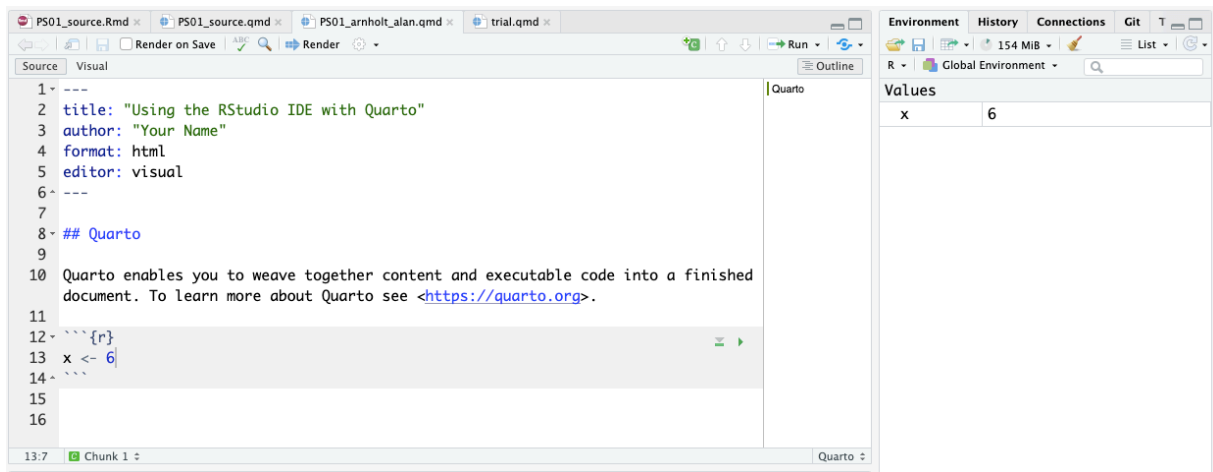 PS01_source.Rmd × PS01_source.qmd × PS01_arnholt_alan.qmd × trial.qmd ×
Render on Save ABC Render Run
Source Visual Outline
1 ---
2 title: "Using the RStudio IDE with Quarto"
3 author: "Your Name"
4 format: html
5 editor: visual
6 ---
7
8 ## Quarto
9
10 Quarto enables you to weave together content and executable code into a finished
document. To learn more about Quarto see <https://quarto.org>.
11
12 ```{r}
13 x <- 6
14 ```
15
16
13:7 C Chunk 1 Quarto
Quarto
Environment History Connections Git T
154 MiB List
R Global Environment
Values
x 6